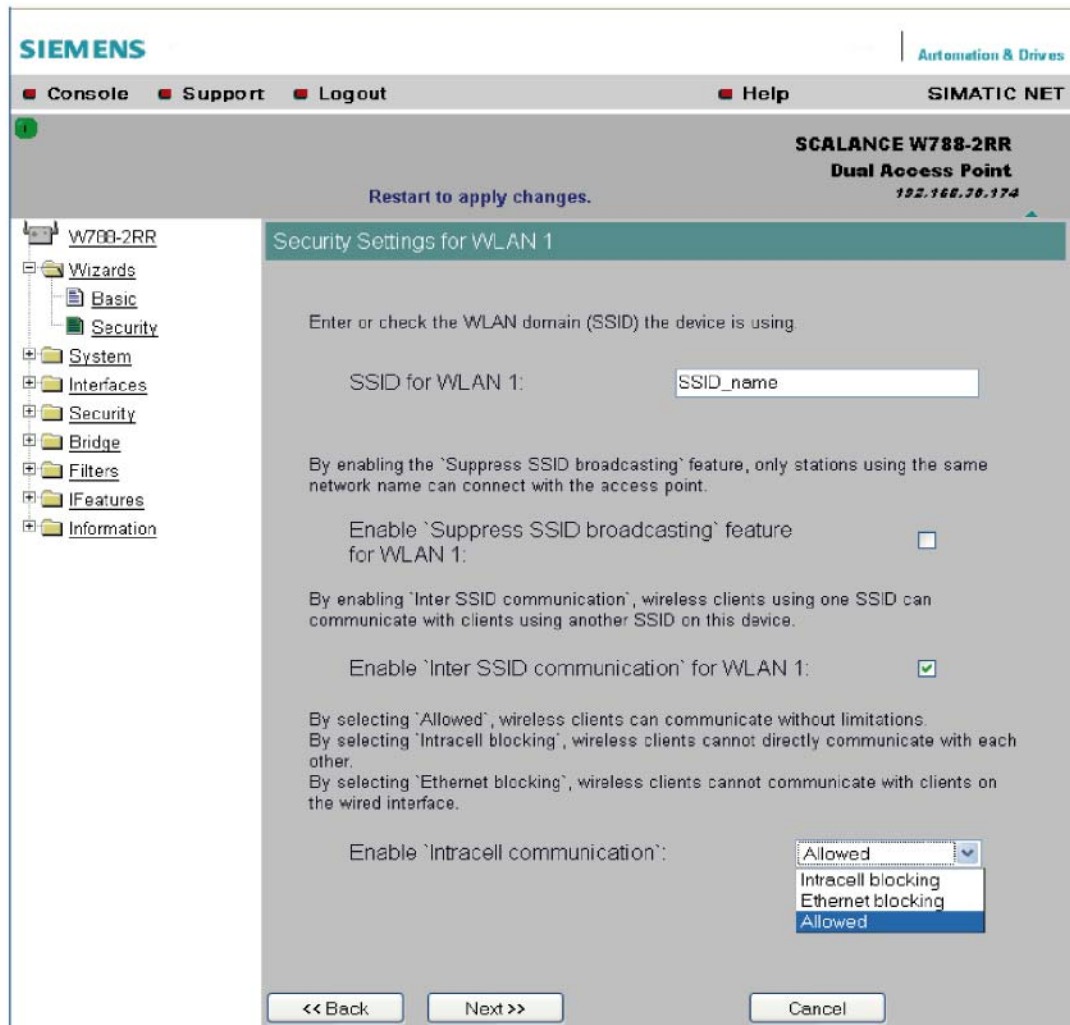 SIEMENS
Automation & Drives
Console Support Logout Help SIMATIC NET
SCALANCE W788-2RR
Dual Access Point
Restart to apply changes.
W788-2RR
Wizards
Basic
Security
System
Interfaces
Security
Bridge
Filters
IFeatures
Information
Security Settings for WLAN 1
Enter or check the WLAN domain (SSID) the device is using.
SSID for WLAN 1: SSID_name
By enabling the `Suppress SSID broadcasting` feature, only stations using the same
network name can connect with the access point.
Enable `Suppress SSID broadcasting` feature
for WLAN 1:
By enabling `Inter SSID communication`, wireless clients using one SSID can
communicate with clients using another SSID on this device.
Enable `Inter SSID communication` for WLAN 1:
By selecting `Allowed`, wireless clients can communicate without limitations.
By selecting `Intracell blocking`, wireless clients cannot directly communicate with each
other.
By selecting `Ethernet blocking`, wireless clients cannot communicate with clients on
the wired interface.
Enable `Intracell communication`: Allowed
Intracell blocking
Ethernet blocking
Allowed
<< Back Next >> Cancel